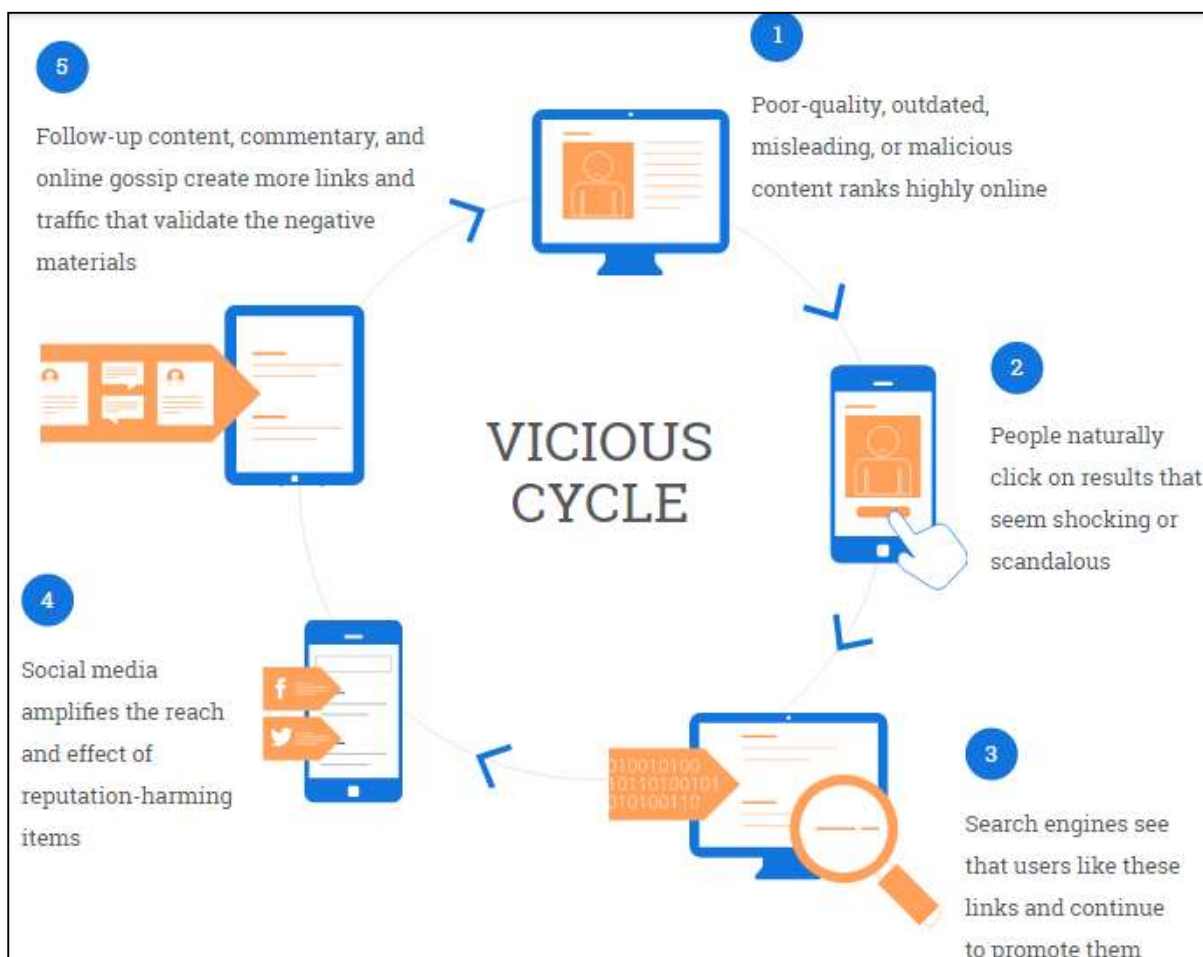 1
Poor-quality, outdated,
misleading, or malicious
content ranks highly online
2
People naturally
click on results that
seem shocking or
scandalous
3
Search engines see
that users like these
links and continue
to promote them
4
Social media
amplifies the reach
and effect of
reputation-harming
items
5
Follow-up content, commentary, and
online gossip create more links and
traffic that validate the negative
materials
VICIOUS
CYCLE
010010100
10110100101
010100110